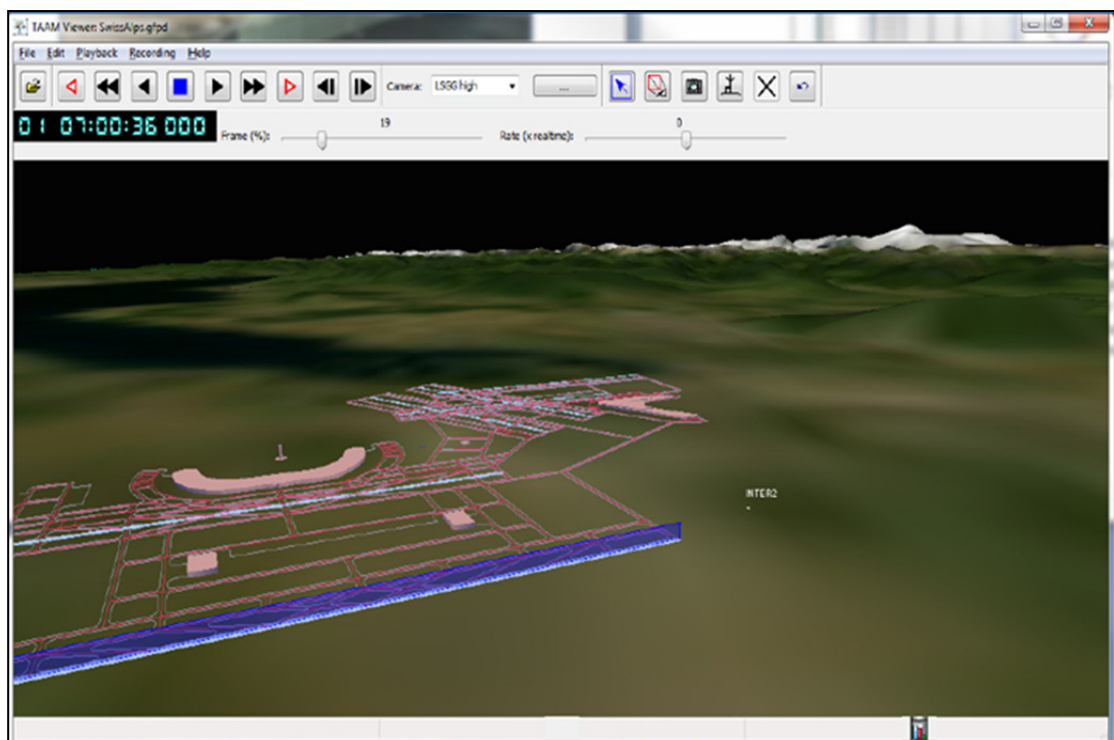 TAAM Viewer: SwissAlps.gfpd
File Edit Playback Recording Help
Camera: LSGG high ...
01 07:00:36 000
Frame (%): 19 Rate (x realtime): 0
INTER2